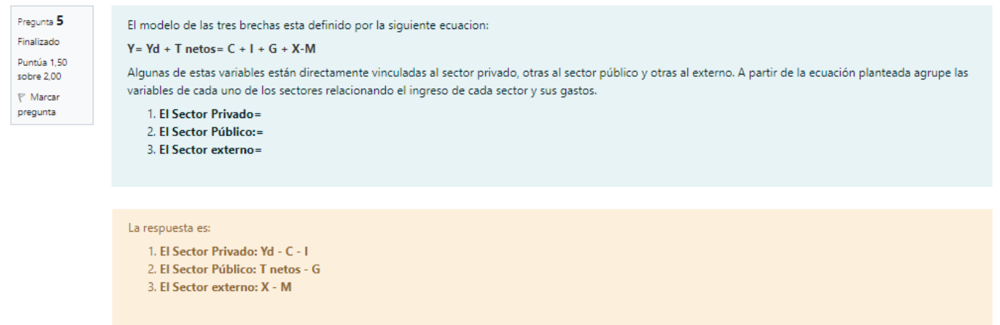 Pregunta 5
Finalizado
Puntúa 1,50
sobre 2,00
Marcar
pregunta
El modelo de las tres brechas esta definido por la siguiente ecuacion:
Y= Yd + T netos= C + I + G + X-M
Algunas de estas variables están directamente vinculadas al sector privado, otras al sector público y otras al externo. A partir de la ecuación planteada agrupe las
variables de cada uno de los sectores relacionando el ingreso de cada sector y sus gastos.
1. El Sector Privado=
2. El Sector Público:=
3. El Sector externo=
La respuesta es:
1. El Sector Privado: Yd - C - I
2. El Sector Público: T netos - G
3. El Sector externo: X - M